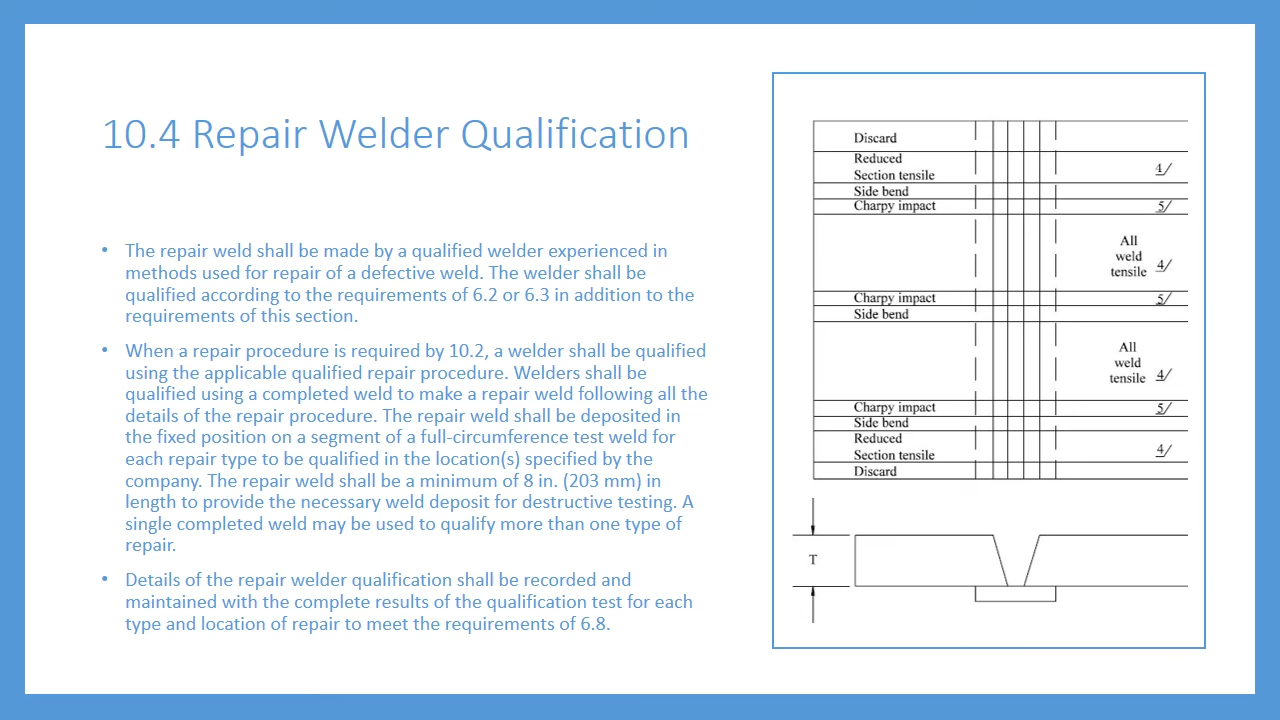 10.4 Repair Welder Qualification
• The repair weld shall be made by a qualified welder experienced in
methods used for repair of a defective weld. The welder shall be
qualified according to the requirements of 6.2 or 6.3 in addition to the
requirements of this section.
• When a repair procedure is required by 10.2, a welder shall be qualified
using the applicable qualified repair procedure. Welders shall be
qualified using a completed weld to make a repair weld following all the
details of the repair procedure. The repair weld shall be deposited in
the fixed position on a segment of a full-circumference test weld for
each repair type to be qualified in the location(s) specified by the
company. The repair weld shall be a minimum of 8 in. (203 mm) in
length to provide the necessary weld deposit for destructive testing. A
single completed weld may be used to qualify more than one type of
repair.
• Details of the repair welder qualification shall be recorded and
maintained with the complete results of the qualification test for each
type and location of repair to meet the requirements of 6.8.
Discard
Reduced
Section tensile 4/
Side bend
Charpy impact 5/
All
weld
tensile 4/
Charpy impact 5/
Side bend
All
weld
tensile 4/
Charpy impact 5/
Side bend
Reduced
Section tensile 4/
Discard
T